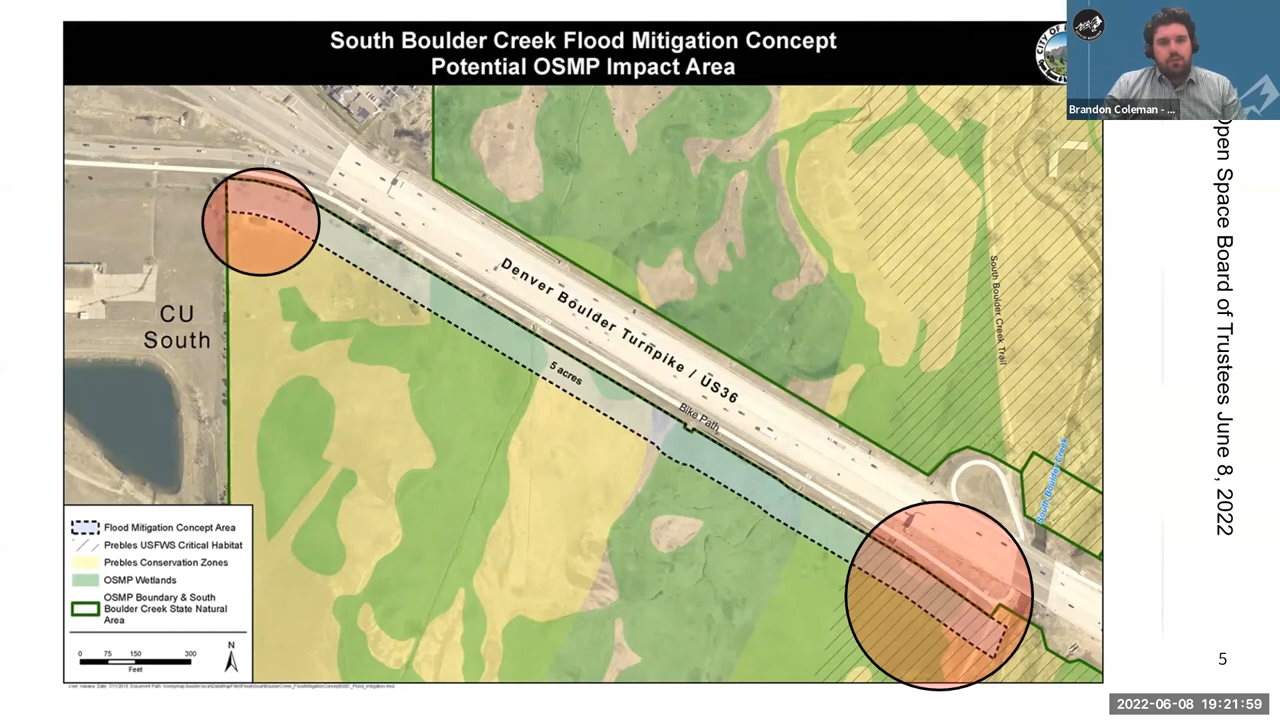 South Boulder Creek Flood Mitigation Concept
Potential OSMP Impact Area
CITY OF
Brandon Coleman - ...
Open Space Board of Trustees June 8, 2022
Denver Boulder Turnpike / US36
Bike Path
5 acres
South Boulder Creek Trail
South Boulder Creek
CU
South
Flood Mitigation Concept Area
Prebles USFWS Critical Habitat
Prebles Conservation Zones
OSMP Wetlands
OSMP Boundary & South
Boulder Creek State Natural
Area
N
0 75 150 300
Feet
5
2022-06-08 19:21:59